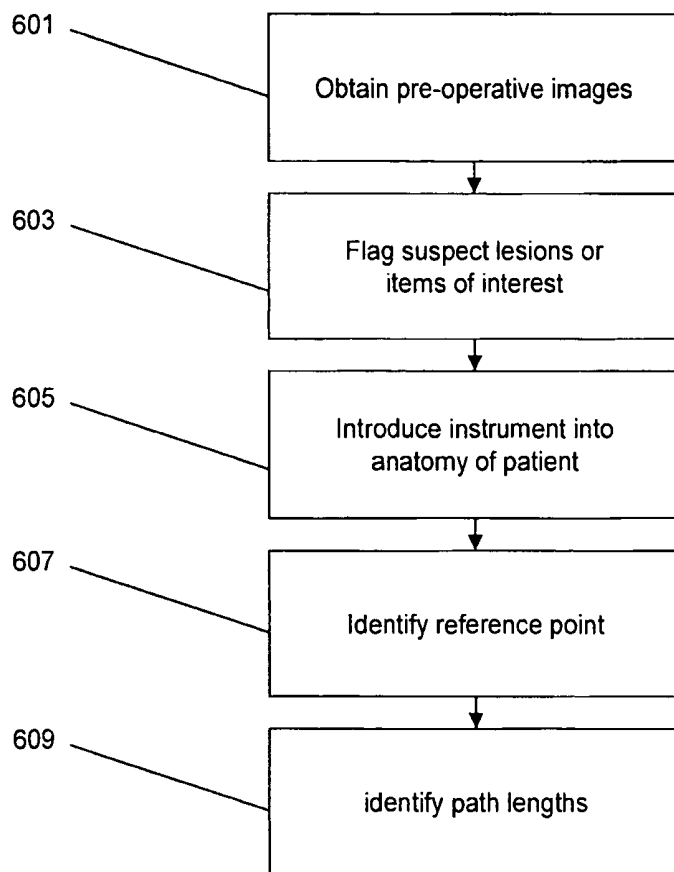 601
Obtain pre-operative images
603
Flag suspect lesions or
items of interest
605
Introduce instrument into
anatomy of patient
607
Identify reference point
609
identify path lengths